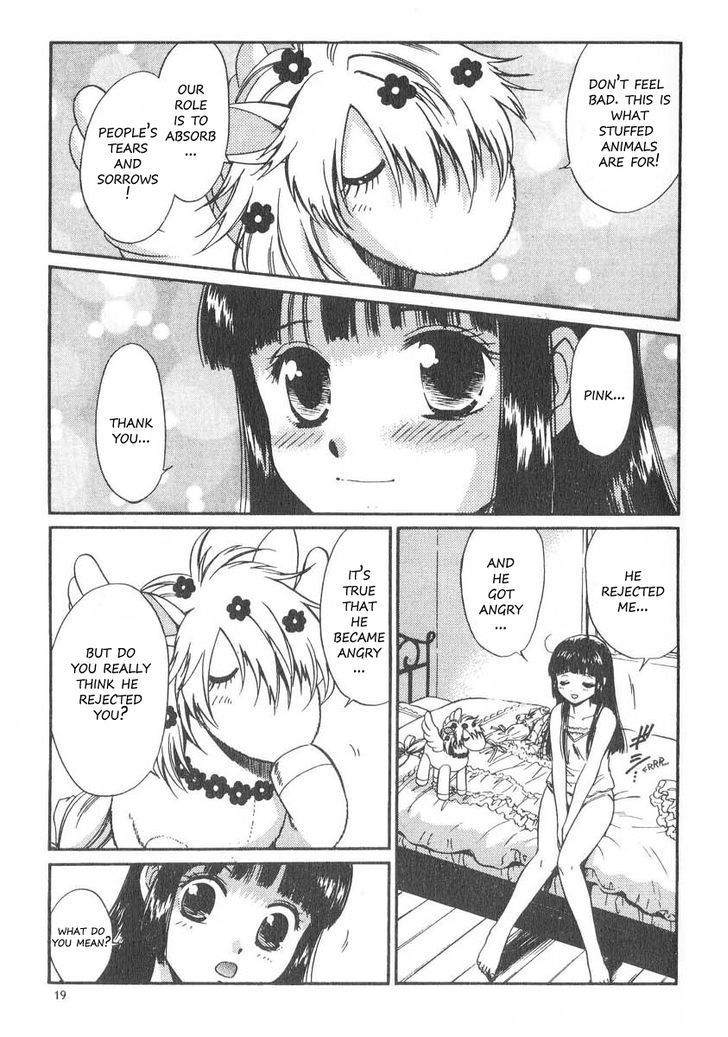 DON'T FEEL
BAD. THIS IS
WHAT
STUFFED
ANIMALS
ARE FOR!
OUR
ROLE
IS TO
ABSORB
...
PEOPLE'S
TEARS
AND
SORROWS
!
PINK...
THANK
YOU...
HE
REJECTED
ME...
AND
HE
GOT
ANGRY
...
FRRR...
IT'S
TRUE
THAT HE
BECAME
ANGRY
...
BUT DO
YOU REALLY
THINK HE
REJECTED
YOU?
WHAT DO
YOU MEAN?
19